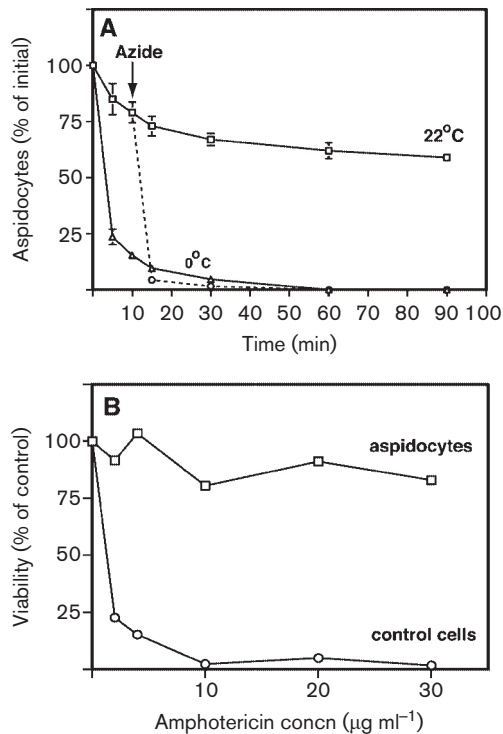 A
Azide
100
75
50
25
22°C
0°C
10 20 30 40 50 60 70 80 90 100
Time (min)
Aspidocytes (% of initial)
B
100
75
50
25
aspidocytes
control cells
10 20 30
Amphotericin concn (µg ml⁻¹)
Viability (% of control)